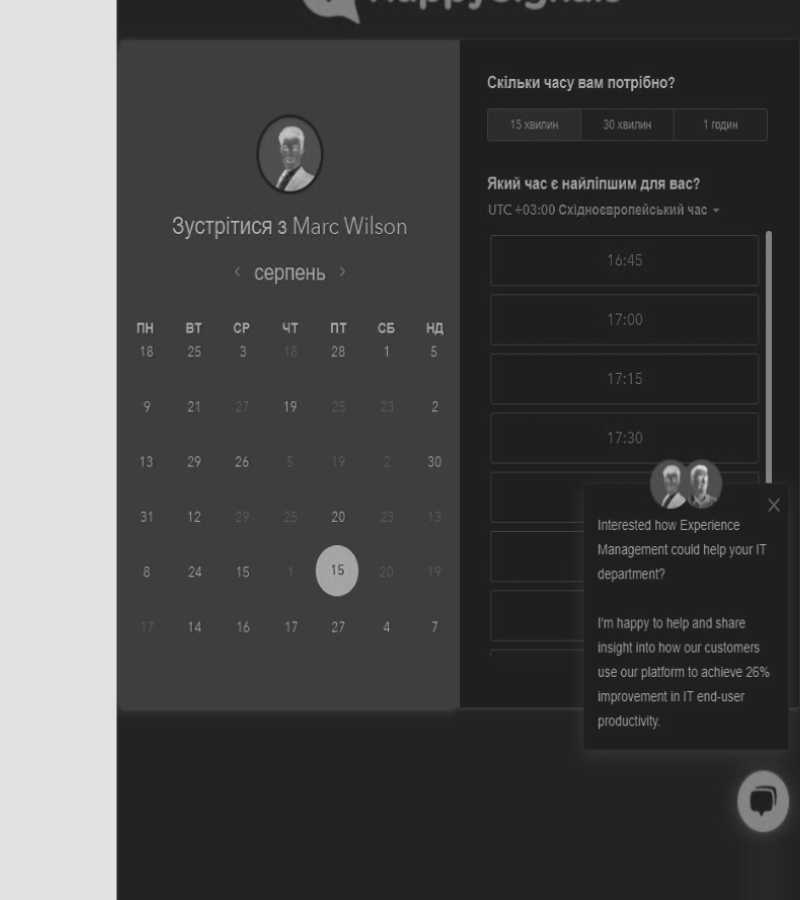 HappySignals
Зустрітися з Marc Wilson
серпень
ПН ВТ СР ЧТ ПТ СБ НД
18 25 3 18 28 1 5
9 21 27 19 25 23 2
13 29 26 5 19 2 30
31 12 29 25 20 23 13
8 24 15 1 15 20 19
17 14 16 17 27 4 7
Скільки часу вам потрібно?
15 хвилин 30 хвилин 1 годин
Який час є найліпшим для вас?
UTC +03:00 Східноєвропейський час
16:45
17:00
17:15
17:30
Interested how Experience
Management could help your IT
department?
I'm happy to help and share
insight into how our customers
use our platform to achieve 26%
improvement in IT end-user
productivity.